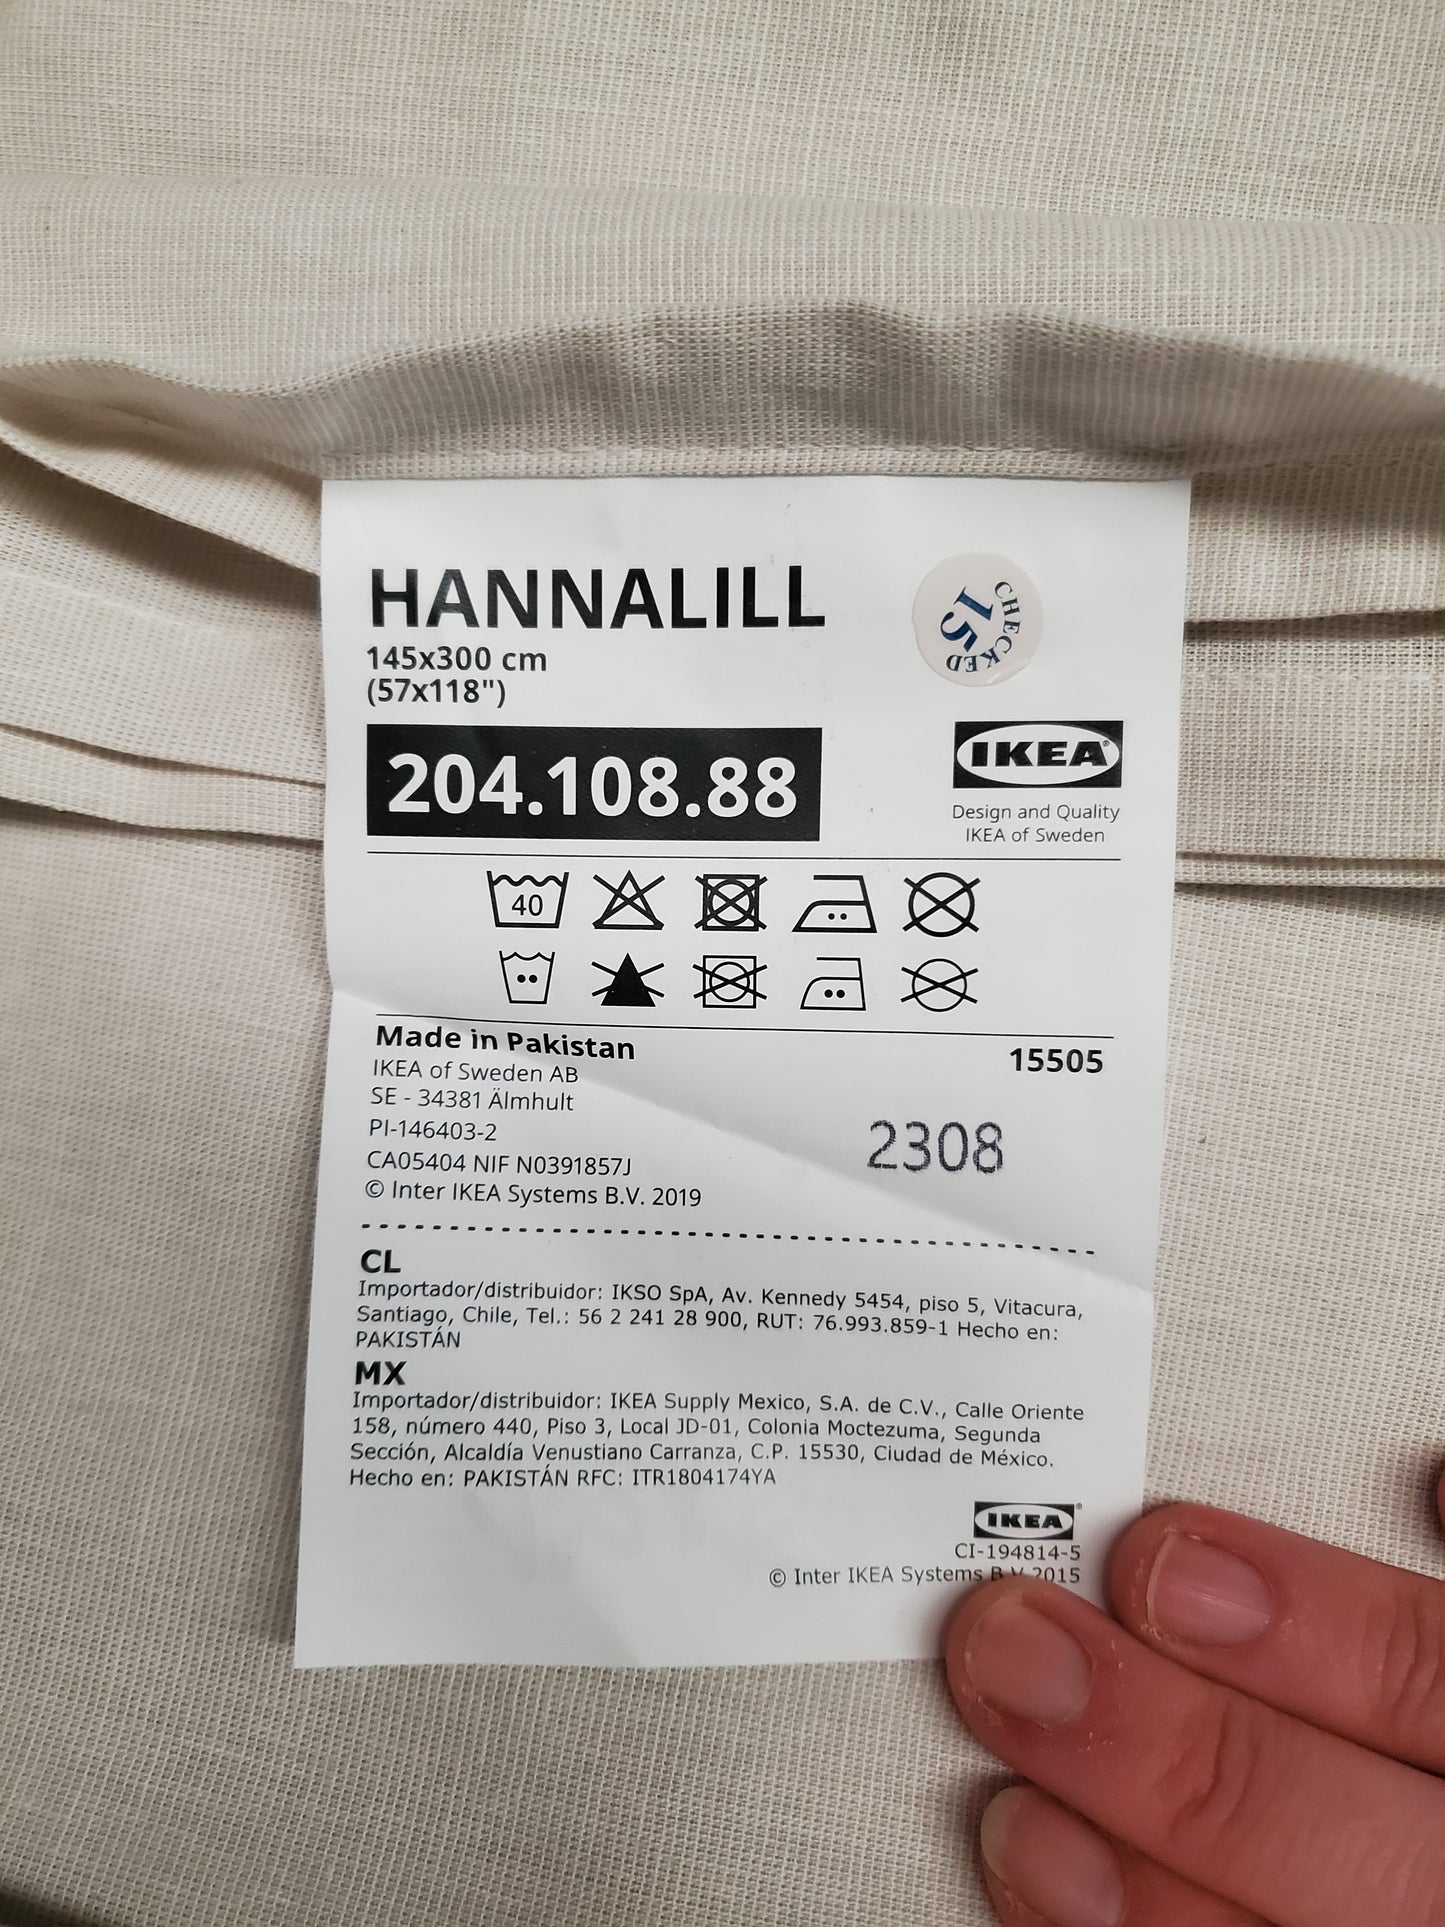 HANNALILL
145x300 cm
(57x118")
CHECKED
15
204.108.88
IKEA®
Design and Quality
IKEA of Sweden
40
Made in Pakistan
15505
IKEA of Sweden AB
SE - 34381 Älmhult
PI-146403-2
2308
CA05404 NIF N0391857J
© Inter IKEA Systems B.V. 2019
CL
Importador/distribuidor: IKSO SpA, Av. Kennedy 5454, piso 5, Vitacura,
Santiago, Chile, Tel.: 56 2 241 28 900, RUT: 76.993.859-1 Hecho en:
PAKISTÁN
MX
Importador/distribuidor: IKEA Supply Mexico, S.A. de C.V., Calle Oriente
158, número 440, Piso 3, Local JD-01, Colonia Moctezuma, Segunda
Sección, Alcaldía Venustiano Carranza, C.P. 15530, Ciudad de México.
Hecho en: PAKISTÁN RFC: ITR1804174YA
IKEA®
CI-194814-5
© Inter IKEA Systems B.V. 2015